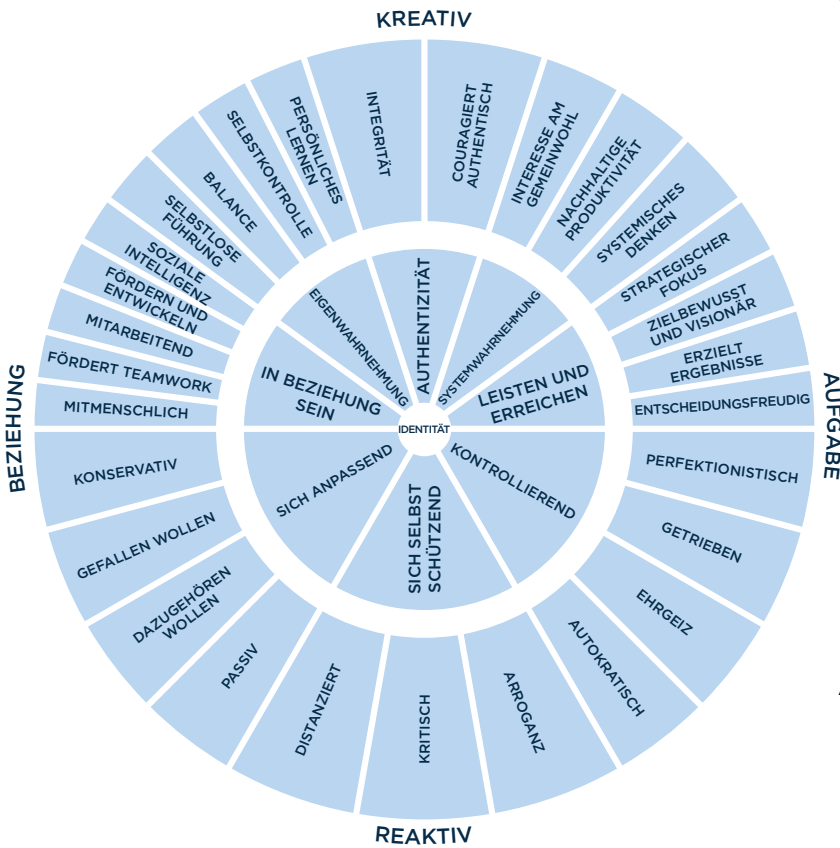 KREATIV
INTEGRITÄT
COURAGIERT
AUTHENTISCH
INTERESSE AM
GEMEINWOHL
NACHHALTIGE
PRODUKTIVITÄT
SYSTEMISCHES
DENKEN
STRATEGISCHER
FOKUS
ZIELBEWUSST
UND VISIONÄR
ERZIELT
ERGEBNISSE
ENTSCHEIDUNGSFREUDIG
AUFGABE
PERFEKTIONISTISCH
GETRIEBEN
EHRGEIZ
AUTOKRATISCH
ARROGANZ
KRITISCH
REAKTIV
DISTANZIERT
PASSIV
DAZUGEHÖREN
WOLLEN
GEFALLEN WOLLEN
KONSERVATIV
BEZIEHUNG
MITMENSCHLICH
FÖRDERT TEAMWORK
MITARBEITEND
FÖRDERN UND
ENTWICKELN
SOZIALE
INTELLIGENZ
SELBSTLOSE
FÜHRUNG
BALANCE
SELBSTKONTROLLE
PERSÖNLICHES
LERNEN
EIGENWAHRNEHMUNG
AUTHENTIZITÄT
SYSTEMWAHRNEHMUNG
LEISTEN UND
ERREICHEN
KONTROLLIEREND
SICH SELBST
SCHÜTZEND
SICH ANPASSEND
IN BEZIEHUNG
SEIN
IDENTITÄT